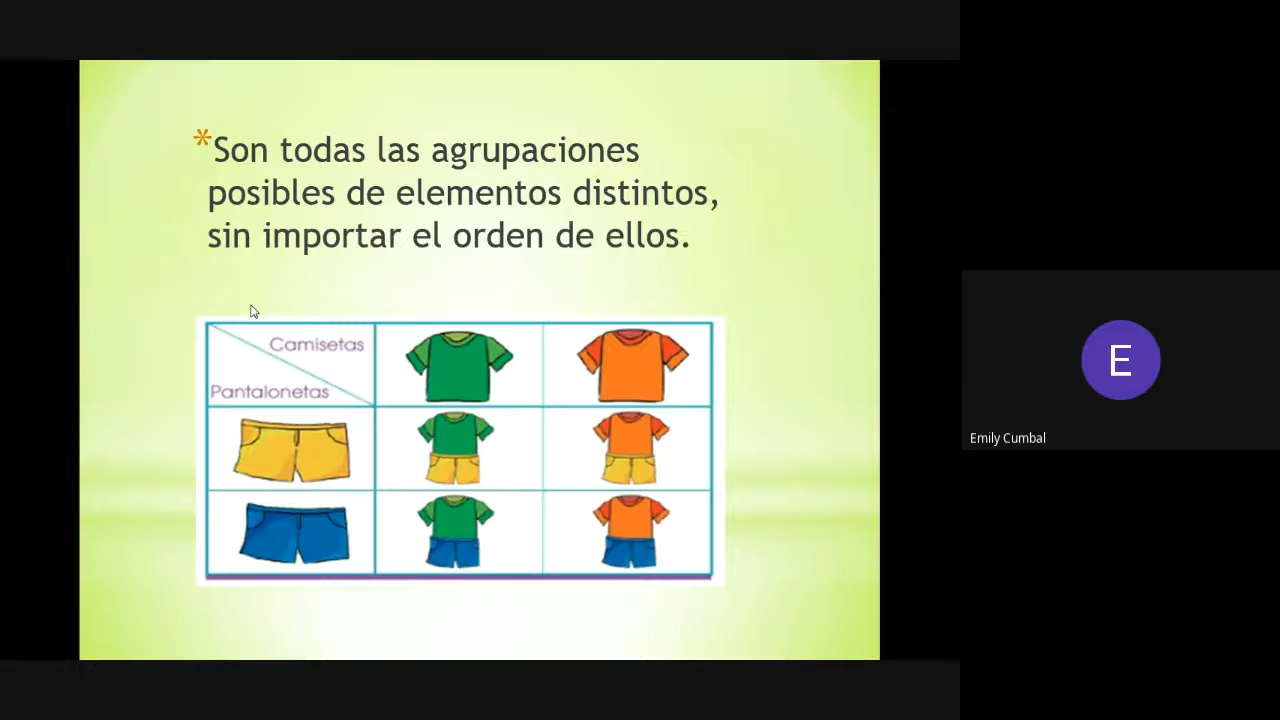 *Son todas las agrupaciones
posibles de elementos distintos,
sin importar el orden de ellos.
Camisetas
Pantalonetas
E
Emily Cumbal